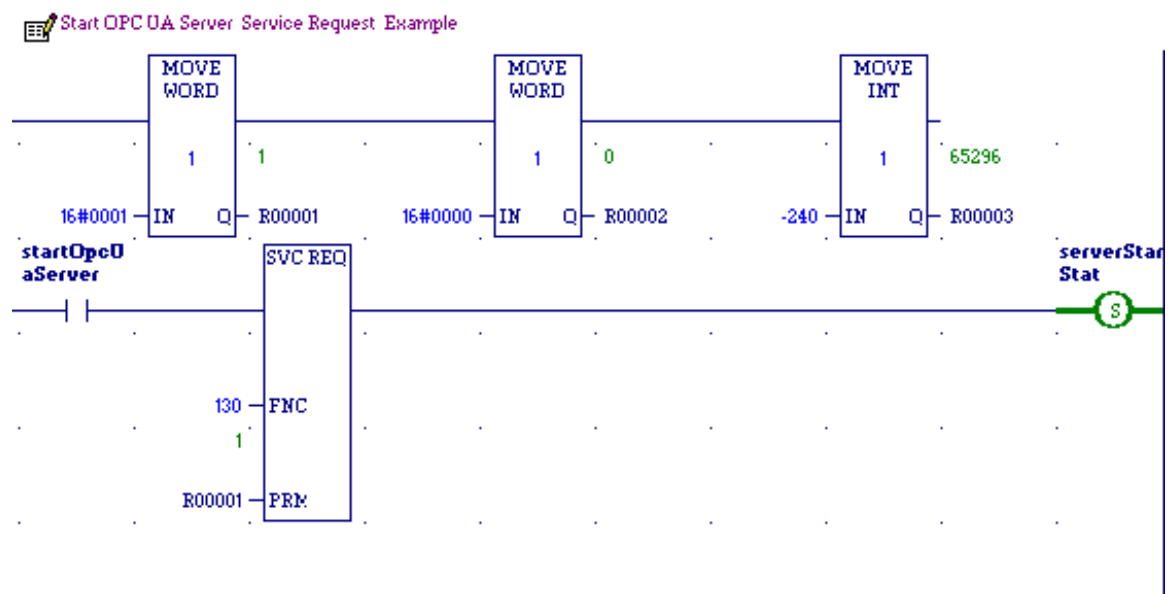 Start OPC UA Server Service Request Example
MOVE WORD
MOVE WORD
MOVE INT
1
1
1
0
1
65296
16#0001
IN
Q
R00001
16#0000
IN
Q
R00002
-240
IN
Q
R00003
startOpcU
aServer
SVC REQ
serverStar
Stat
S
130
FNC
1
R00001
PRM